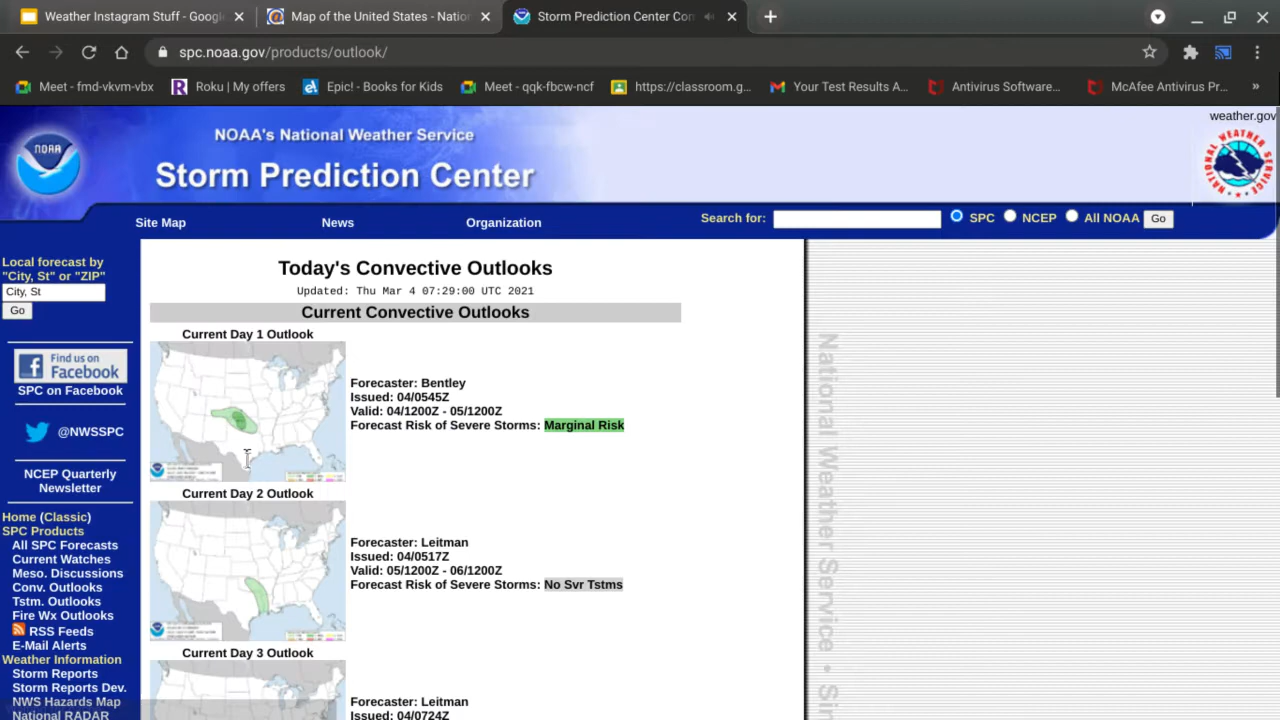 Weather Instagram Stuff - Google
Map of the United States - Natio
Storm Prediction Center Con
spc.noaa.gov/products/outlook/
Meet - fmd-vkvm-vbx
Roku | My offers
Epic! - Books for Kids
Meet - qqk-fbcw-ncf
https://classroom.g...
Your Test Results A...
Antivirus Software...
McAfee Antivirus Pr...
»
weather.gov
NOAA
NOAA's National Weather Service
Storm Prediction Center
NATIONAL WEATHER SERVICE
Site Map
News
Organization
Search for:
SPC
NCEP
All NOAA
Go
Local forecast by
"City, St" or "ZIP"
City, St
Go
Find us on
Facebook
SPC on Facebook
@NWSSPC
NCEP Quarterly
Newsletter
Home (Classic)
SPC Products
All SPC Forecasts
Current Watches
Meso. Discussions
Conv. Outlooks
Tstm. Outlooks
Fire Wx Outlooks
RSS Feeds
E-Mail Alerts
Weather Information
Storm Reports
Storm Reports Dev.
NWS Hazards Map
National RADAR
Today's Convective Outlooks
Updated: Thu Mar 4 07:29:00 UTC 2021
Current Convective Outlooks
Current Day 1 Outlook
Forecaster: Bentley
Issued: 04/0545Z
Valid: 04/1200Z - 05/1200Z
Forecast Risk of Severe Storms: Marginal Risk
Current Day 2 Outlook
Forecaster: Leitman
Issued: 04/0517Z
Valid: 05/1200Z - 06/1200Z
Forecast Risk of Severe Storms: No Svr Tstms
Current Day 3 Outlook
Forecaster: Leitman
Issued: 04/0724Z
National Weather Service • Sir